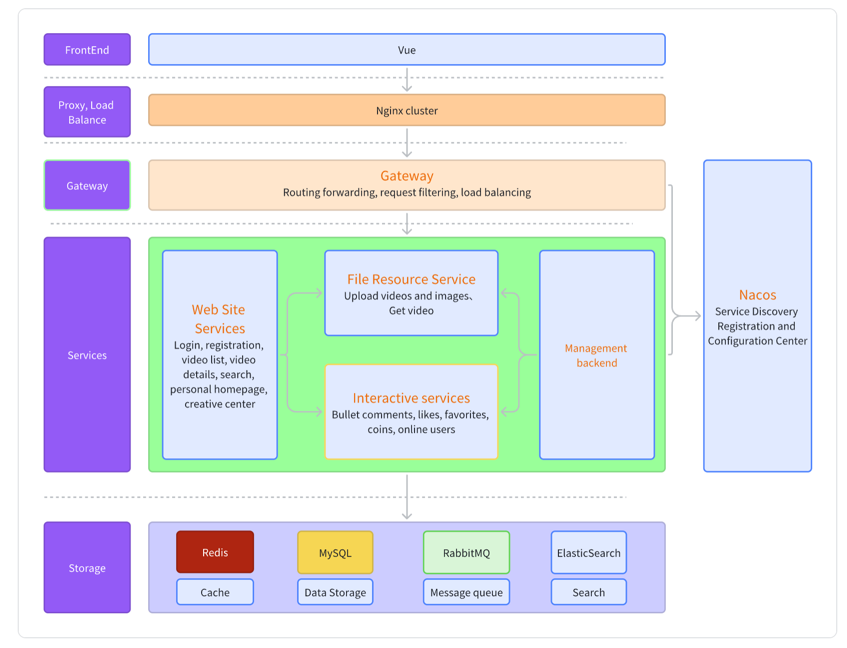 FrontEnd
Vue
Proxy, Load
Balance
Nginx cluster
Gateway
Gateway
Routing forwarding, request filtering, load balancing
Services
Web Site
Services
Login, registration,
video list, video
details, search,
personal homepage,
creative center
File Resource Service
Upload videos and images、
Get video
Interactive services
Bullet comments, likes, favorites,
coins, online users
Management
backend
Nacos
Service Discovery
Registration and
Configuration Center
Storage
Redis
MySQL
RabbitMQ
ElasticSearch
Cache
Data Storage
Message queue
Search